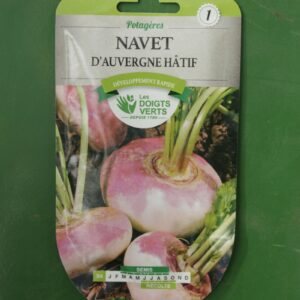 Potagères
1
NAVET
D'AUVERGNE HÂTIF
DÉVELOPPEMENT RAPIDE
LES
DOIGTS
VERTS
SEMIS
J F M A M J J A S O N D
RÉCOLTE